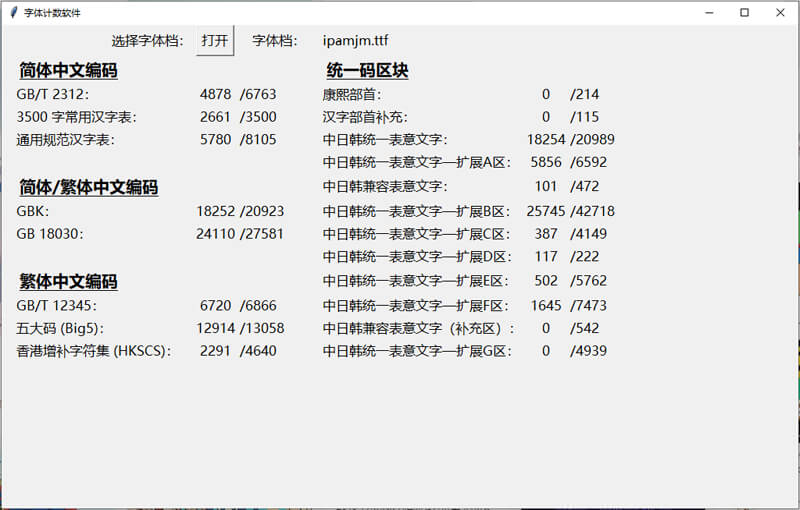 字体计数软件
选择字体档： 打开 字体档： ipamjm.ttf
简体中文编码
GB/T 2312： 4878 /6763
3500 字常用汉字表： 2661 /3500
通用规范汉字表： 5780 /8105
简体/繁体中文编码
GBK： 18252 /20923
GB 18030： 24110 /27581
繁体中文编码
GB/T 12345： 6720 /6866
五大码 (Big5)： 12914 /13058
香港增补字符集 (HKSCS)： 2291 /4640
统一码区块
康熙部首： 0 /214
汉字部首补充： 0 /115
中日韩统一表意文字： 18254 /20989
中日韩统一表意文字—扩展A区： 5856 /6592
中日韩兼容表意文字： 101 /472
中日韩统一表意文字—扩展B区： 25745 /42718
中日韩统一表意文字—扩展C区： 387 /4149
中日韩统一表意文字—扩展D区： 117 /222
中日韩统一表意文字—扩展E区： 502 /5762
中日韩统一表意文字—扩展F区： 1645 /7473
中日韩兼容表意文字（补充区）： 0 /542
中日韩统一表意文字—扩展G区： 0 /4939